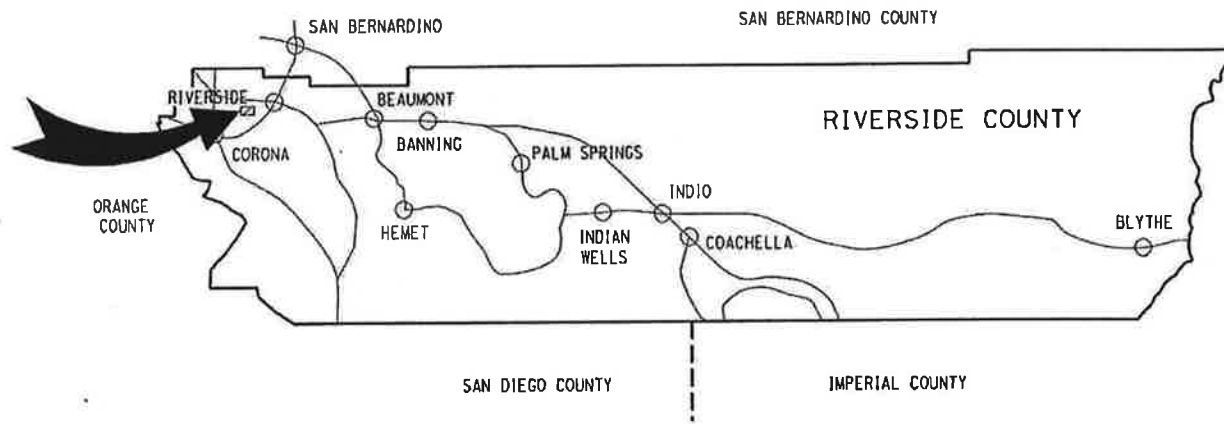 SAN BERNARDINO COUNTY
SAN BERNARDINO
RIVERSIDE
BEAUMONT
RIVERSIDE COUNTY
BANNING
CORONA
PALM SPRINGS
ORANGE
COUNTY
INDIO
HEMET
INDIAN
WELLS
COACHELLA
BLYTHE
SAN DIEGO COUNTY
IMPERIAL COUNTY